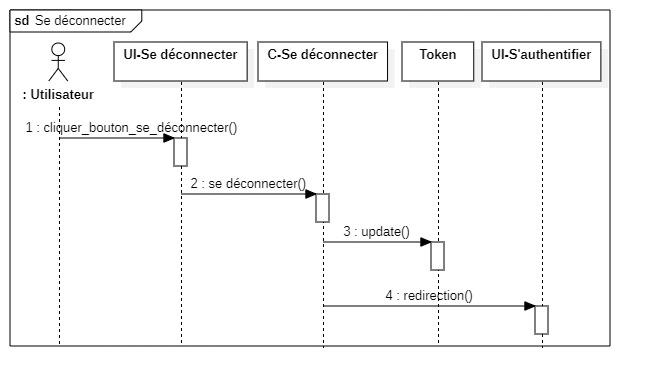 sd Se déconnecter
: Utilisateur
UI-Se déconnecter
C-Se déconnecter
Token
UI-S'authentifier
1 : cliquer_bouton_se_déconnecter()
2 : se déconnecter()
3 : update()
4 : redirection()